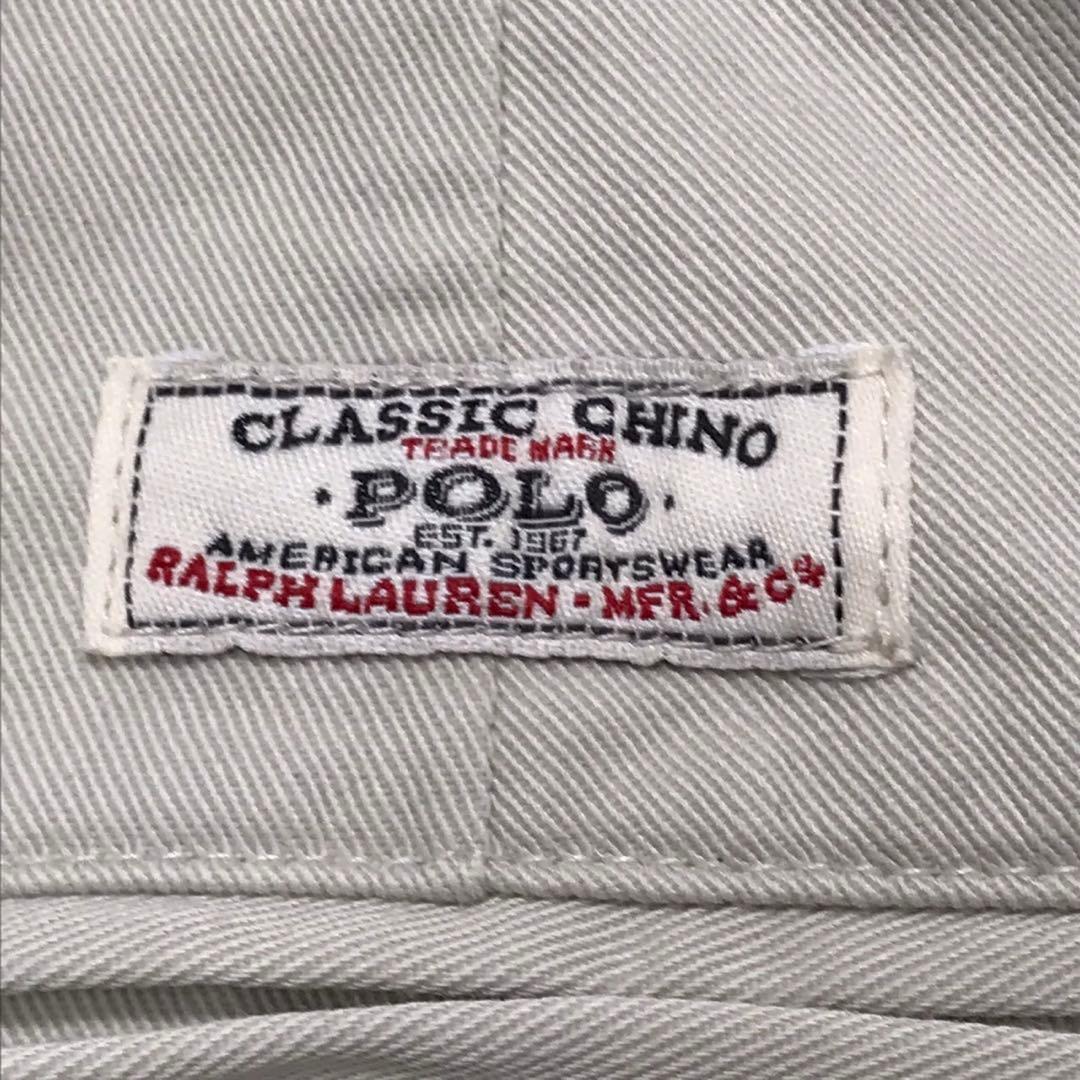 CLASSIC CHINO
TRADE MARK
· POLO ·
EST. 1967
AMERICAN SPORTSWEAR
RALPH LAUREN - MFR. & Co